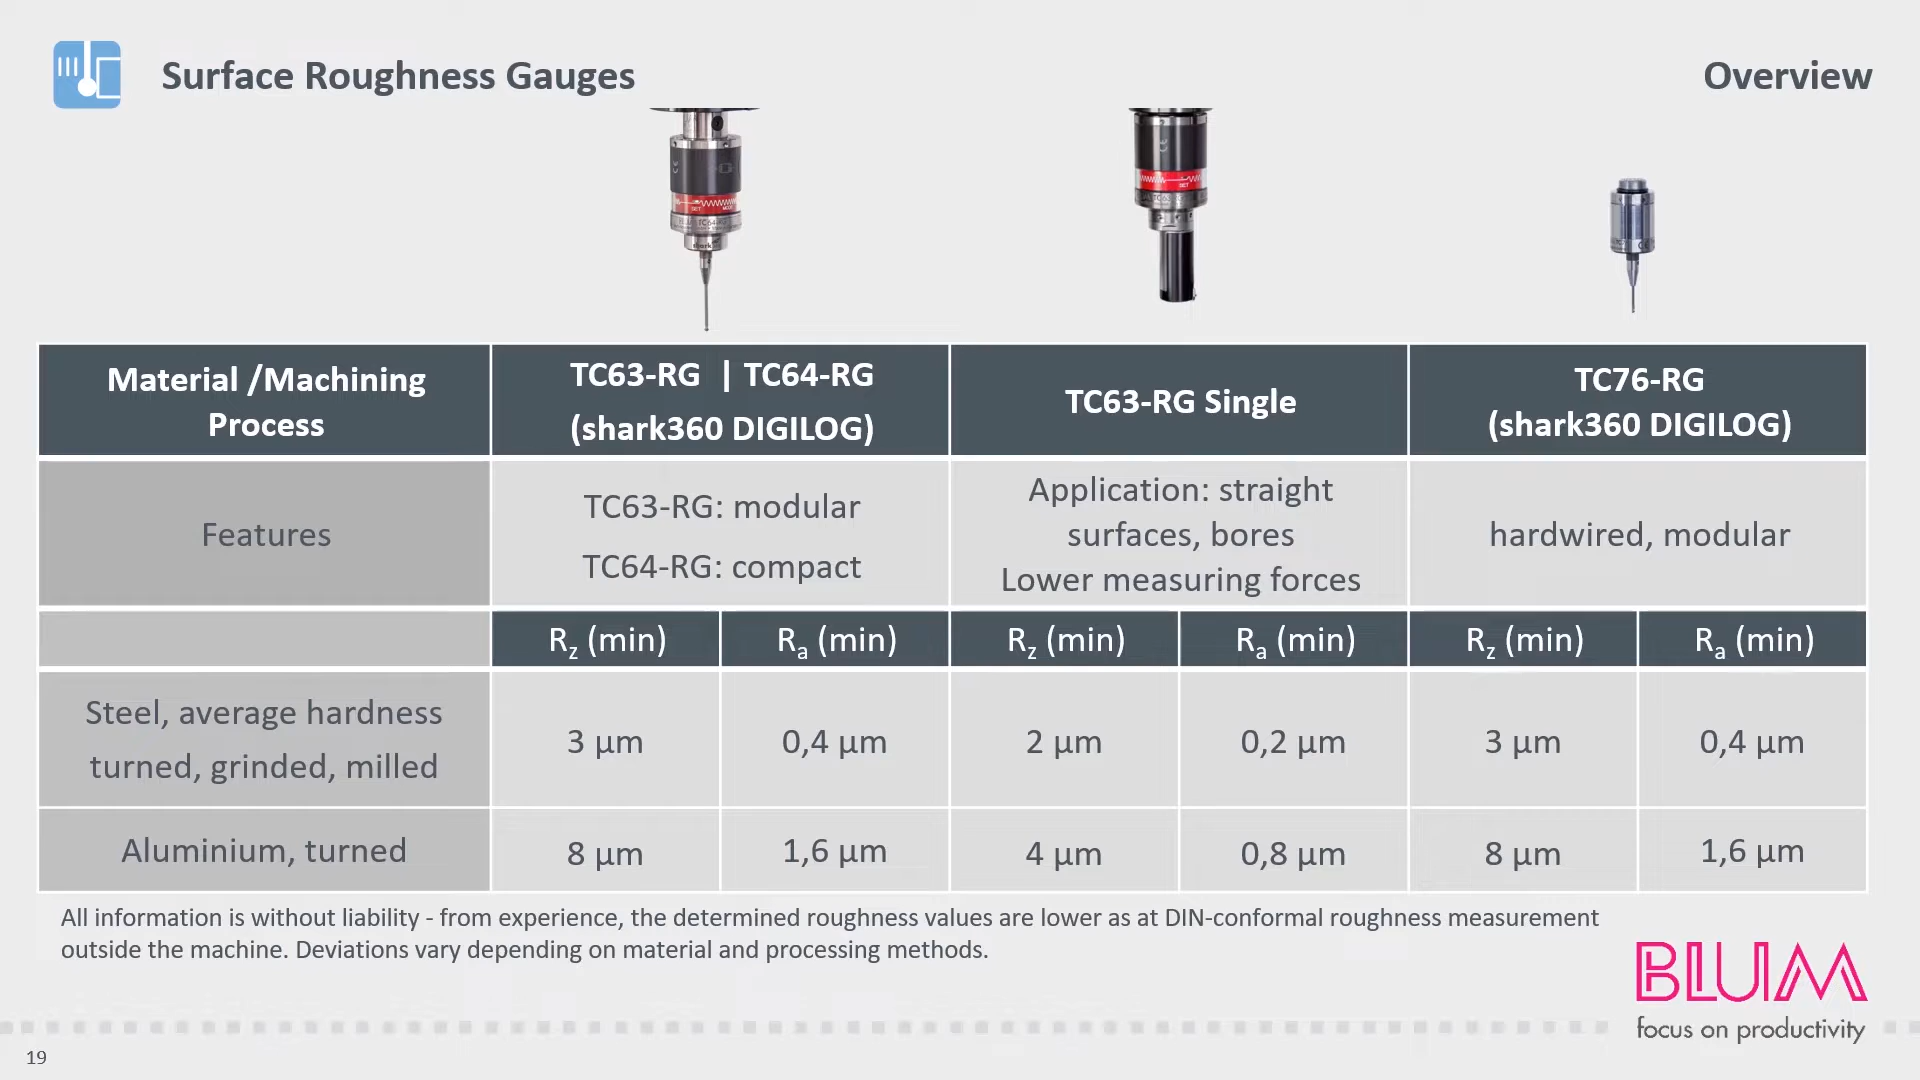 Surface Roughness Gauges
Overview
Material /Machining
Process
TC63-RG | TC64-RG
(shark360 DIGILOG)
TC63-RG Single
TC76-RG
(shark360 DIGILOG)
Features
TC63-RG: modular
TC64-RG: compact
Application: straight
surfaces, bores
Lower measuring forces
hardwired, modular
Rz (min)
Ra (min)
Rz (min)
Ra (min)
Rz (min)
Ra (min)
Steel, average hardness
turned, grinded, milled
3 µm
0,4 µm
2 µm
0,2 µm
3 µm
0,4 µm
Aluminium, turned
8 µm
1,6 µm
4 µm
0,8 µm
8 µm
1,6 µm
All information is without liability - from experience, the determined roughness values are lower as at DIN-conformal roughness measurement
outside the machine. Deviations vary depending on material and processing methods.
BLUM
focus on productivity
19